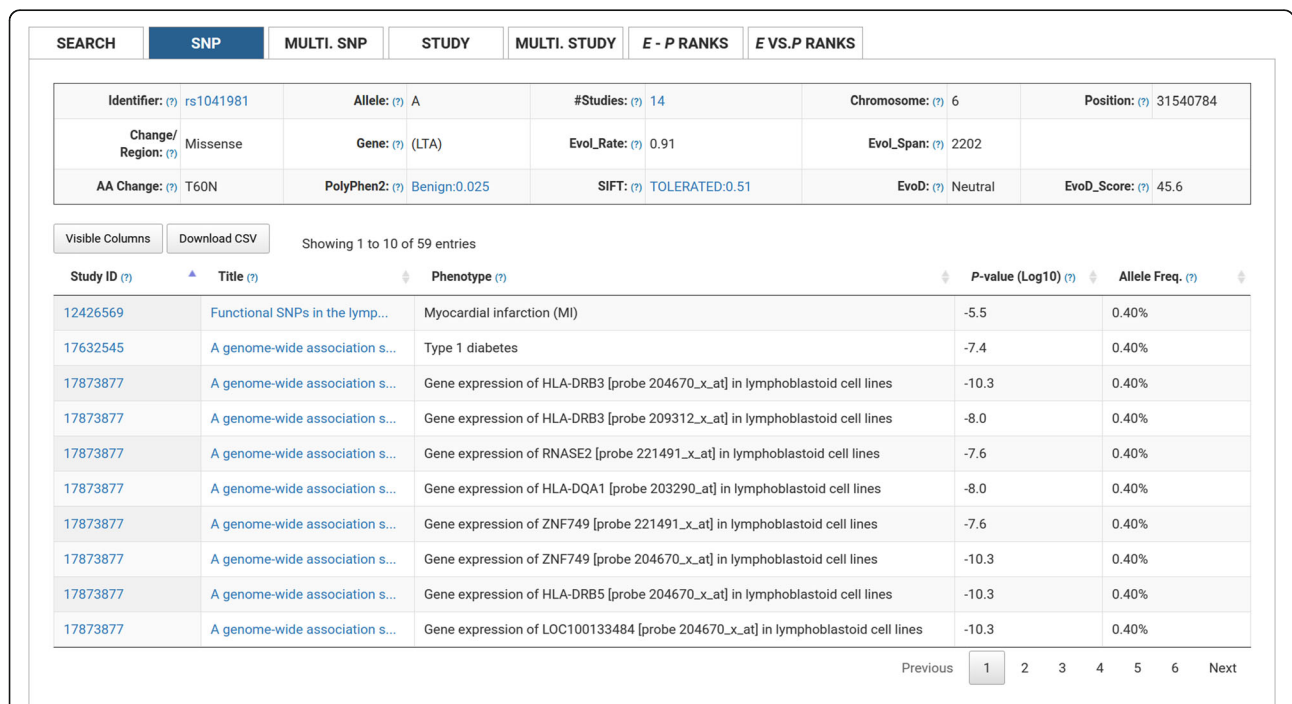 SEARCH SNP MULTI. SNP STUDY MULTI. STUDY E - P RANKS E VS.P RANKS
Identifier: (?) rs1041981 Allele: (?) A #Studies: (?) 14 Chromosome: (?) 6 Position: (?) 31540784
Change/
Region: (?) Missense Gene: (?) (LTA) Evol_Rate: (?) 0.91 Evol_Span: (?) 2202
AA Change: (?) T60N PolyPhen2: (?) Benign:0.025 SIFT: (?) TOLERATED:0.51 EvoD: (?) Neutral EvoD_Score: (?) 45.6
Visible Columns Download CSV Showing 1 to 10 of 59 entries
Study ID (?) Title (?) Phenotype (?) P-value (Log10) (?) Allele Freq. (?)
12426569 Functional SNPs in the lymp... Myocardial infarction (MI) -5.5 0.40%
17632545 A genome-wide association s... Type 1 diabetes -7.4 0.40%
17873877 A genome-wide association s... Gene expression of HLA-DRB3 [probe 204670_x_at] in lymphoblastoid cell lines -10.3 0.40%
17873877 A genome-wide association s... Gene expression of HLA-DRB3 [probe 209312_x_at] in lymphoblastoid cell lines -8.0 0.40%
17873877 A genome-wide association s... Gene expression of RNASE2 [probe 221491_x_at] in lymphoblastoid cell lines -7.6 0.40%
17873877 A genome-wide association s... Gene expression of HLA-DQA1 [probe 203290_at] in lymphoblastoid cell lines -8.0 0.40%
17873877 A genome-wide association s... Gene expression of ZNF749 [probe 221491_x_at] in lymphoblastoid cell lines -7.6 0.40%
17873877 A genome-wide association s... Gene expression of ZNF749 [probe 204670_x_at] in lymphoblastoid cell lines -10.3 0.40%
17873877 A genome-wide association s... Gene expression of HLA-DRB5 [probe 204670_x_at] in lymphoblastoid cell lines -10.3 0.40%
17873877 A genome-wide association s... Gene expression of LOC100133484 [probe 204670_x_at] in lymphoblastoid cell lines -10.3 0.40%
Previous 1 2 3 4 5 6 Next